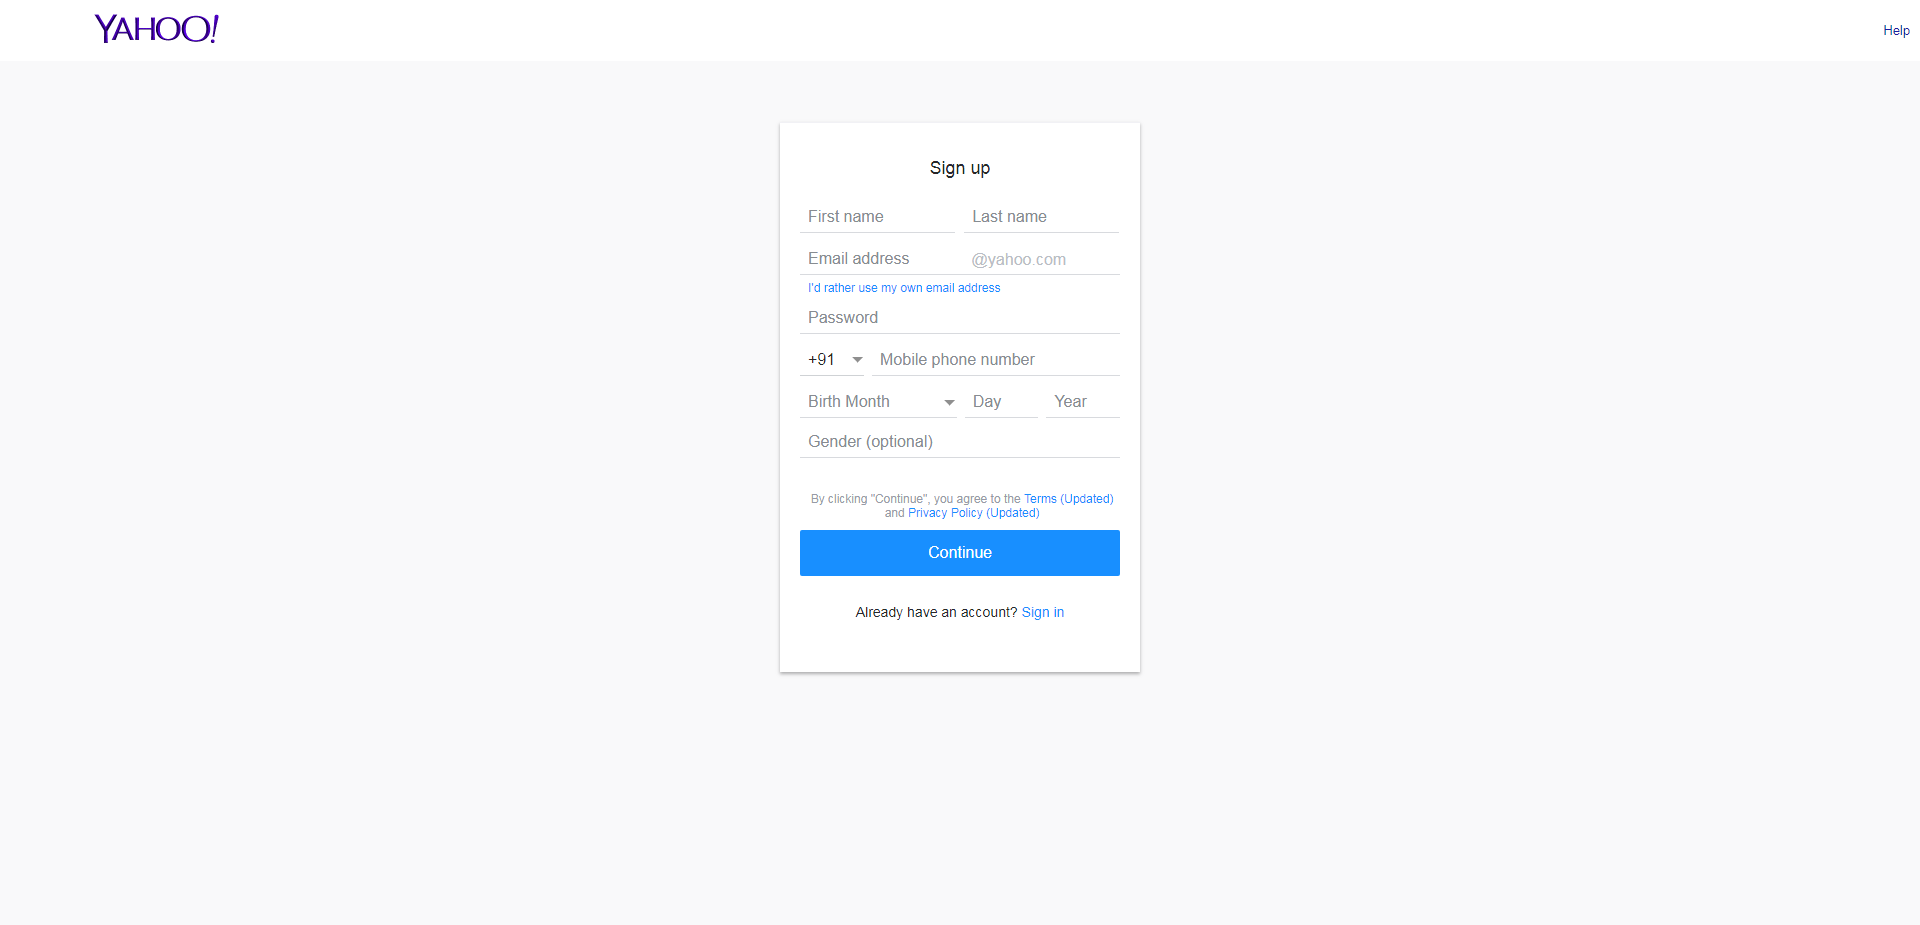 YAHOO!
Help
Sign up
First name Last name
Email address @yahoo.com
I'd rather use my own email address
Password
+91 Mobile phone number
Birth Month Day Year
Gender (optional)
By clicking "Continue", you agree to the Terms (Updated)
and Privacy Policy (Updated)
Continue
Already have an account? Sign in